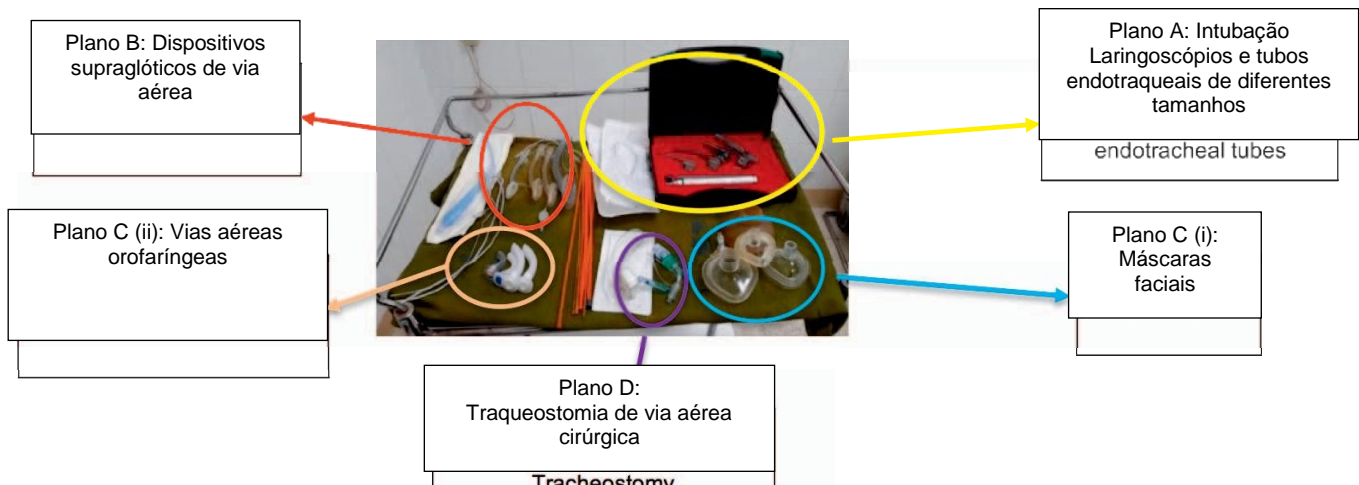 Plano B: Dispositivos
supraglóticos de via
aérea
Plano A: Intubação
Laringoscópios e tubos
endotraqueais de diferentes
tamanhos
endotracheal tubes
Plano C (ii): Vias aéreas
orofaríngeas
Plano C (i):
Máscaras
faciais
Plano D:
Traqueostomia de via aérea
cirúrgica
Tracheostomy